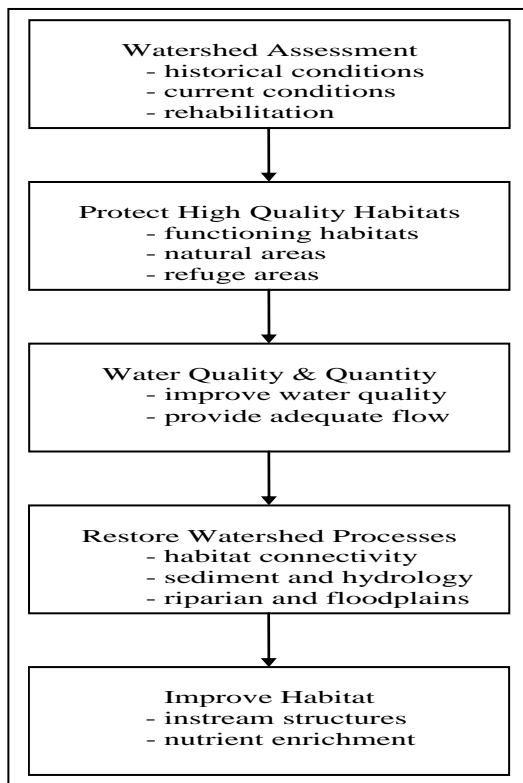 Watershed Assessment
- historical conditions
- current conditions
- rehabilitation
Protect High Quality Habitats
- functioning habitats
- natural areas
- refuge areas
Water Quality & Quantity
- improve water quality
- provide adequate flow
Restore Watershed Processes
- habitat connectivity
- sediment and hydrology
- riparian and floodplains
Improve Habitat
- instream structures
- nutrient enrichment